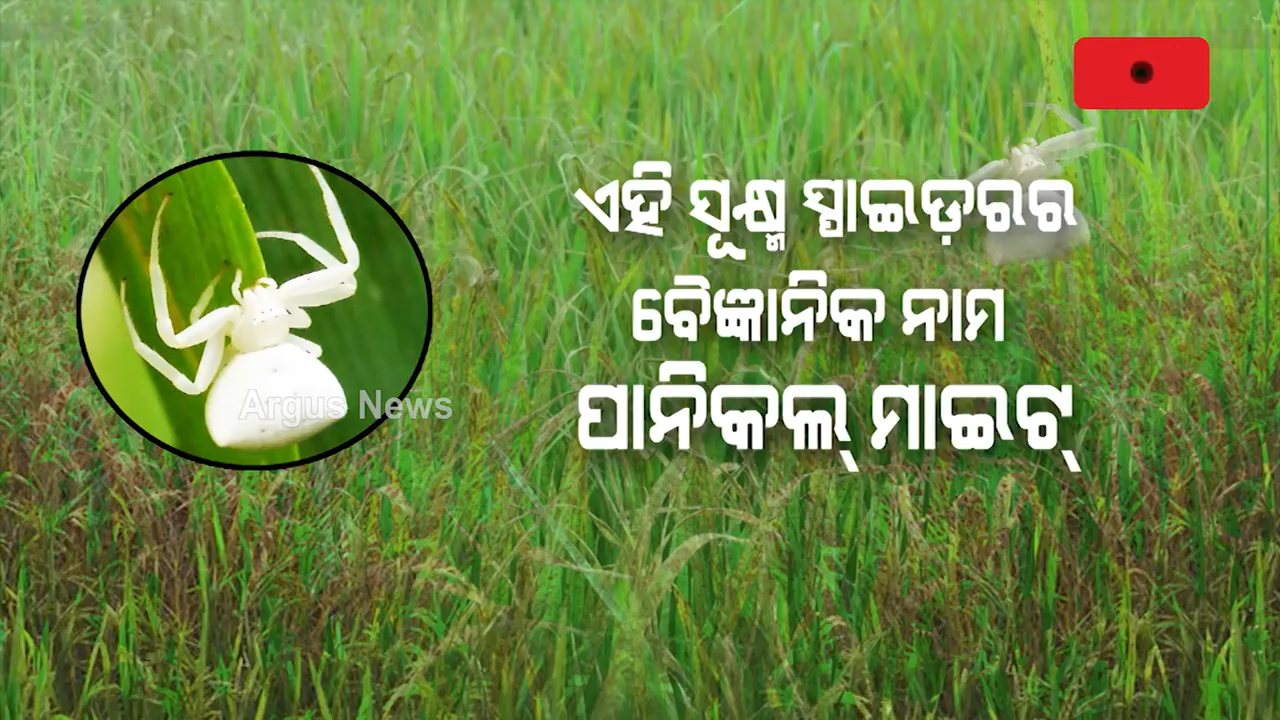 ଏହି ସୂକ୍ଷ୍ମ ସ୍ପାଇଡ଼ରର
ବୈଜ୍ଞାନିକ ନାମ
ପାନିକଲ୍ ମାଇଟ୍
Argus News